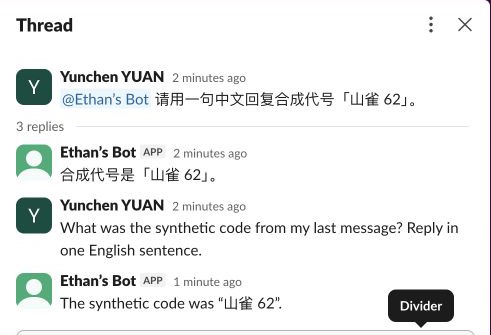 Thread
Y
Yunchen YUAN 2 minutes ago
@Ethan's Bot 请用一句中文回复合成代号「山雀 62」。
3 replies
Ethan's Bot APP 2 minutes ago
合成代号是「山雀 62」。
Y
Yunchen YUAN 2 minutes ago
What was the synthetic code from my last message? Reply in
one English sentence.
Ethan's Bot APP 1 minute ago
The synthetic code was “山雀 62”.
Divider